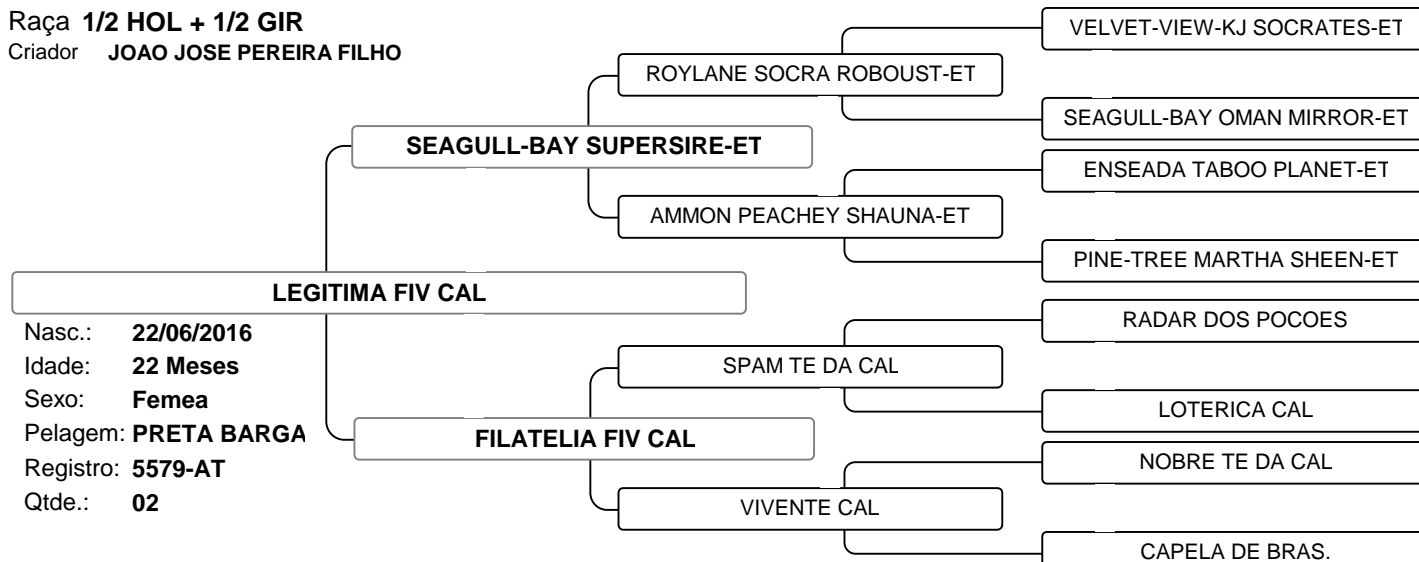 Raça 1/2 HOL + 1/2 GIR
Criador JOAO JOSE PEREIRA FILHO
VELVET-VIEW-KJ SOCRATES-ET
ROYLANE SOCRA ROBOUST-ET
SEAGULL-BAY OMAN MIRROR-ET
SEAGULL-BAY SUPERSIRE-ET
ENSEADA TABOO PLANET-ET
AMMON PEACHEY SHAUNA-ET
PINE-TREE MARTHA SHEEN-ET
LEGITIMA FIV CAL
Nasc.: 22/06/2016
Idade: 22 Meses
Sexo: Femea
Pelagem: PRETA BARGA
Registro: 5579-AT
Qtde.: 02
RADAR DOS POCOES
SPAM TE DA CAL
LOTERICA CAL
FILATELIA FIV CAL
NOBRE TE DA CAL
VIVENTE CAL
CAPELA DE BRAS.